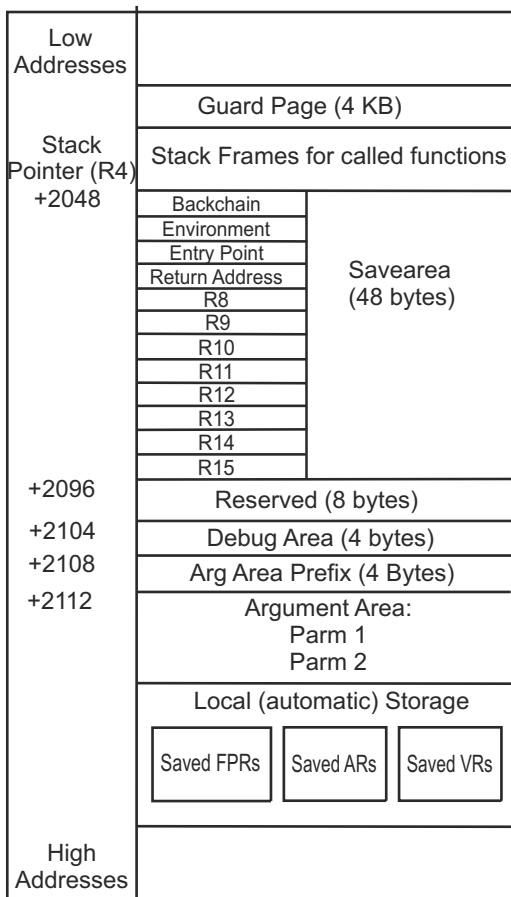 Low
Addresses
Guard Page (4 KB)
Stack
Pointer (R4)
+2048
Stack Frames for called functions
Backchain
Environment
Entry Point
Return Address
R8
R9
R10
R11
R12
R13
R14
R15
Savearea
(48 bytes)
+2096
Reserved (8 bytes)
+2104
Debug Area (4 bytes)
+2108
Arg Area Prefix (4 Bytes)
+2112
Argument Area:
Parm 1
Parm 2
Local (automatic) Storage
Saved FPRs
Saved ARs
Saved VRs
High
Addresses